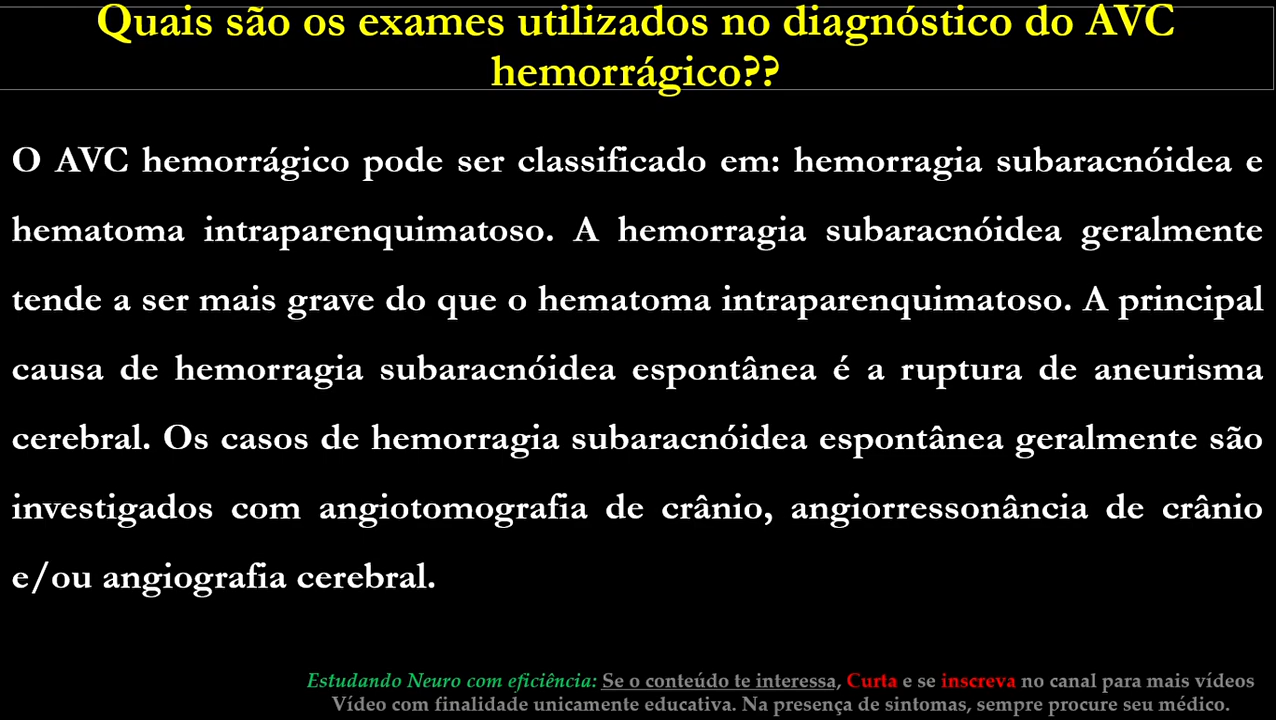 Quais são os exames utilizados no diagnóstico do AVC
hemorrágico??
O AVC hemorrágico pode ser classificado em: hemorragia subaracnóidea e
hematoma intraparenquimatoso. A hemorragia subaracnóidea geralmente
tende a ser mais grave do que o hematoma intraparenquimatoso. A principal
causa de hemorragia subaracnóidea espontânea é a ruptura de aneurisma
cerebral. Os casos de hemorragia subaracnóidea espontânea geralmente são
investigados com angiotomografia de crânio, angiorressonância de crânio
e/ou angiografia cerebral.
Estudando Neuro com eficiência: Se o conteúdo te interessa, Curta e se inscreva no canal para mais vídeos
Vídeo com finalidade unicamente educativa. Na presença de sintomas, sempre procure seu médico.